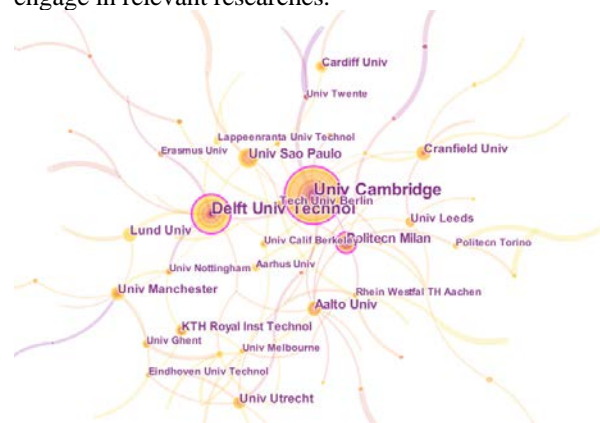 engage in relevant researches.
Cardiff Univ
Univ Twente
Lappeenranta Univ Technol
Erasmus Univ
Univ Sao Paulo
Cranfield Univ
Univ Cambridge
Tech Univ Berlin
Delft Univ Technol
Univ Leeds
Lund Univ
Univ Calif Berkeley
Politecn Milan
Politecn Torino
Univ Nottingham
Aarhus Univ
Univ Manchester
Rhein Westfal TH Aachen
Aalto Univ
KTH Royal Inst Technol
Univ Ghent
Univ Melbourne
Eindhoven Univ Technol
Univ Utrecht